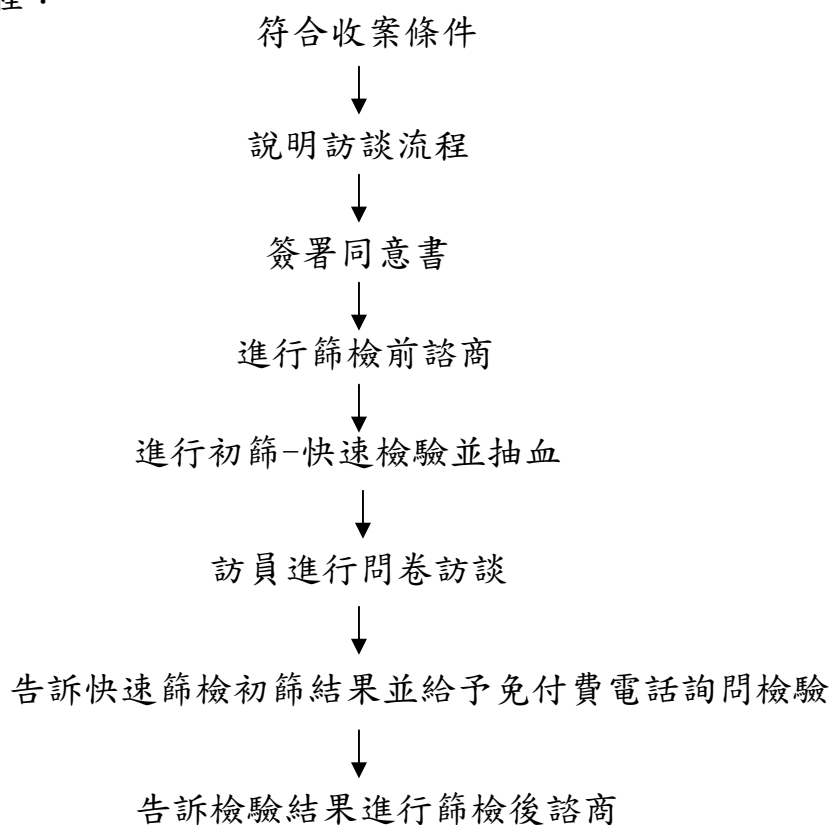 程：
符合收案條件
說明訪談流程
簽署同意書
進行篩檢前諮商
進行初篩-快速檢驗並抽血
訪員進行問卷訪談
告訴快速篩檢初篩結果並給予免付費電話詢問檢驗
告訴檢驗結果進行篩檢後諮商